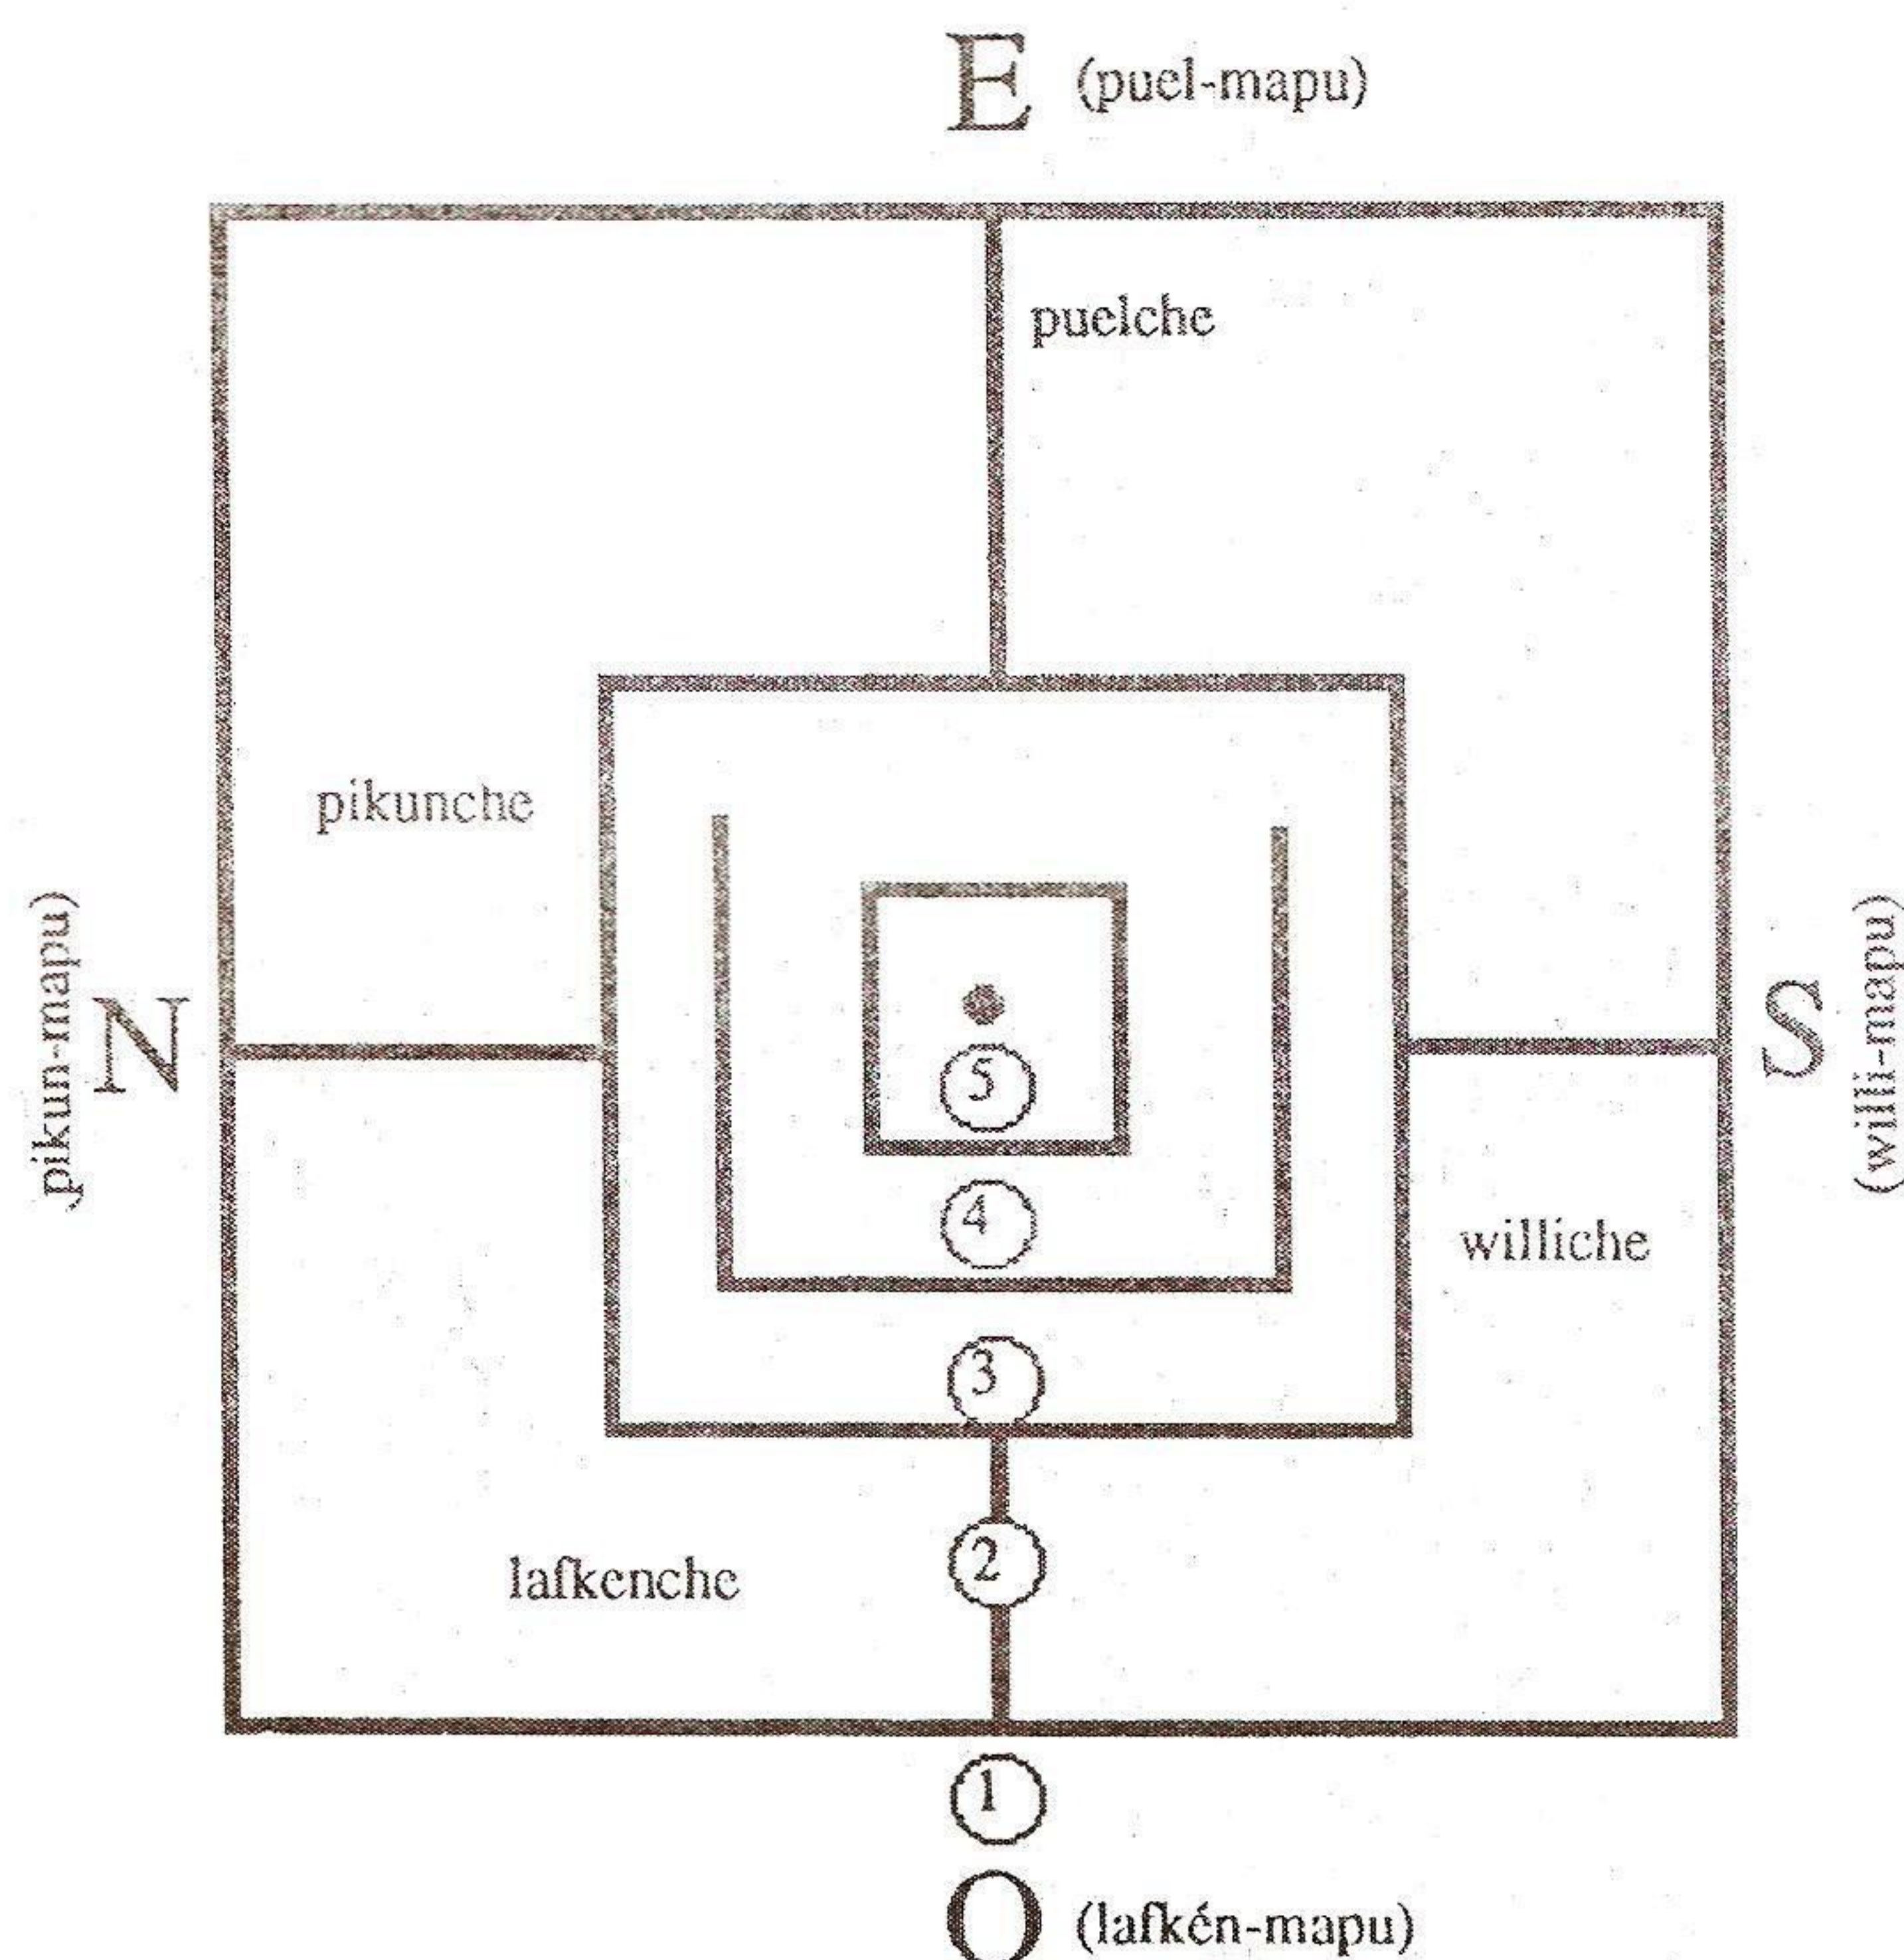 E (puel-mapu)
puelche
pikunche
(pikun-mapu)
N
S
(willi-mapu)
5
4
williche
3
2
lafkenche
1
O (lafkén-mapu)